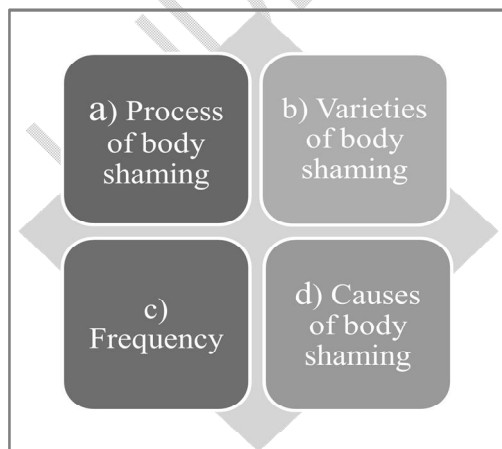 a) Process
of body
shaming
b) Varieties
of body
shaming
c)
Frequency
d) Causes
of body
shaming